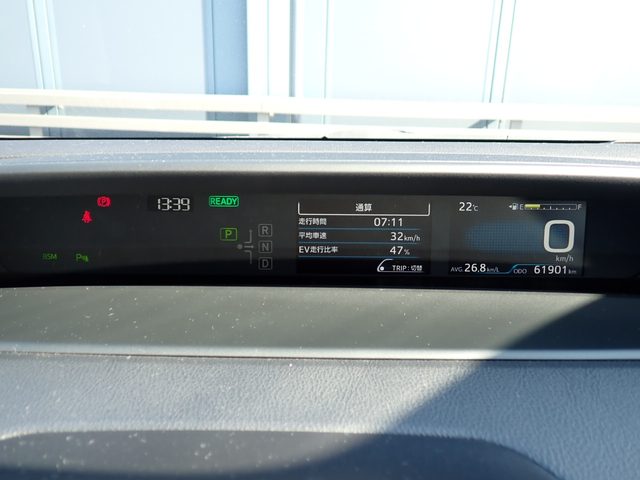 (P)
13:39
READY
BSM
P
R
N
D
通算
走行時間 07:11
平均車速 32km/h
EV走行比率 47%
TRIP:切替
22℃
E F
0
km/h
AVG 26.8km/L ODO 61901km